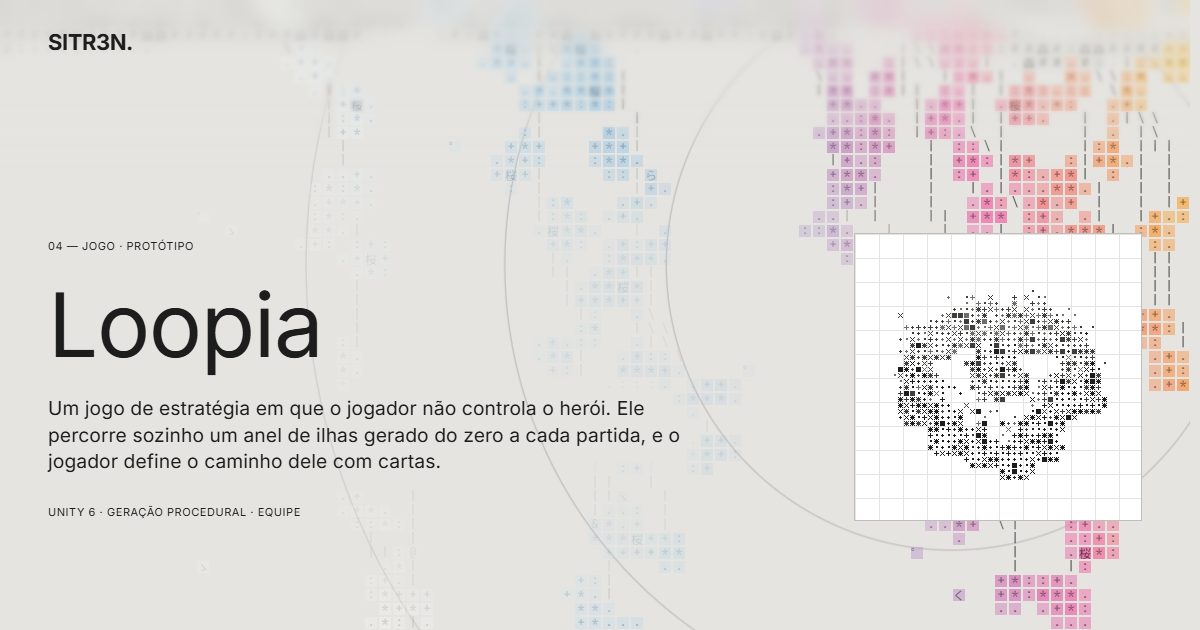 SITR3N.
04 — JOGO · PROTÓTIPO
Loopia
Um jogo de estratégia em que o jogador não controla o herói. Ele
percorre sozinho um anel de ilhas gerado do zero a cada partida, e o
jogador define o caminho dele com cartas.
UNITY 6 · GERAÇÃO PROCEDURAL · EQUIPE